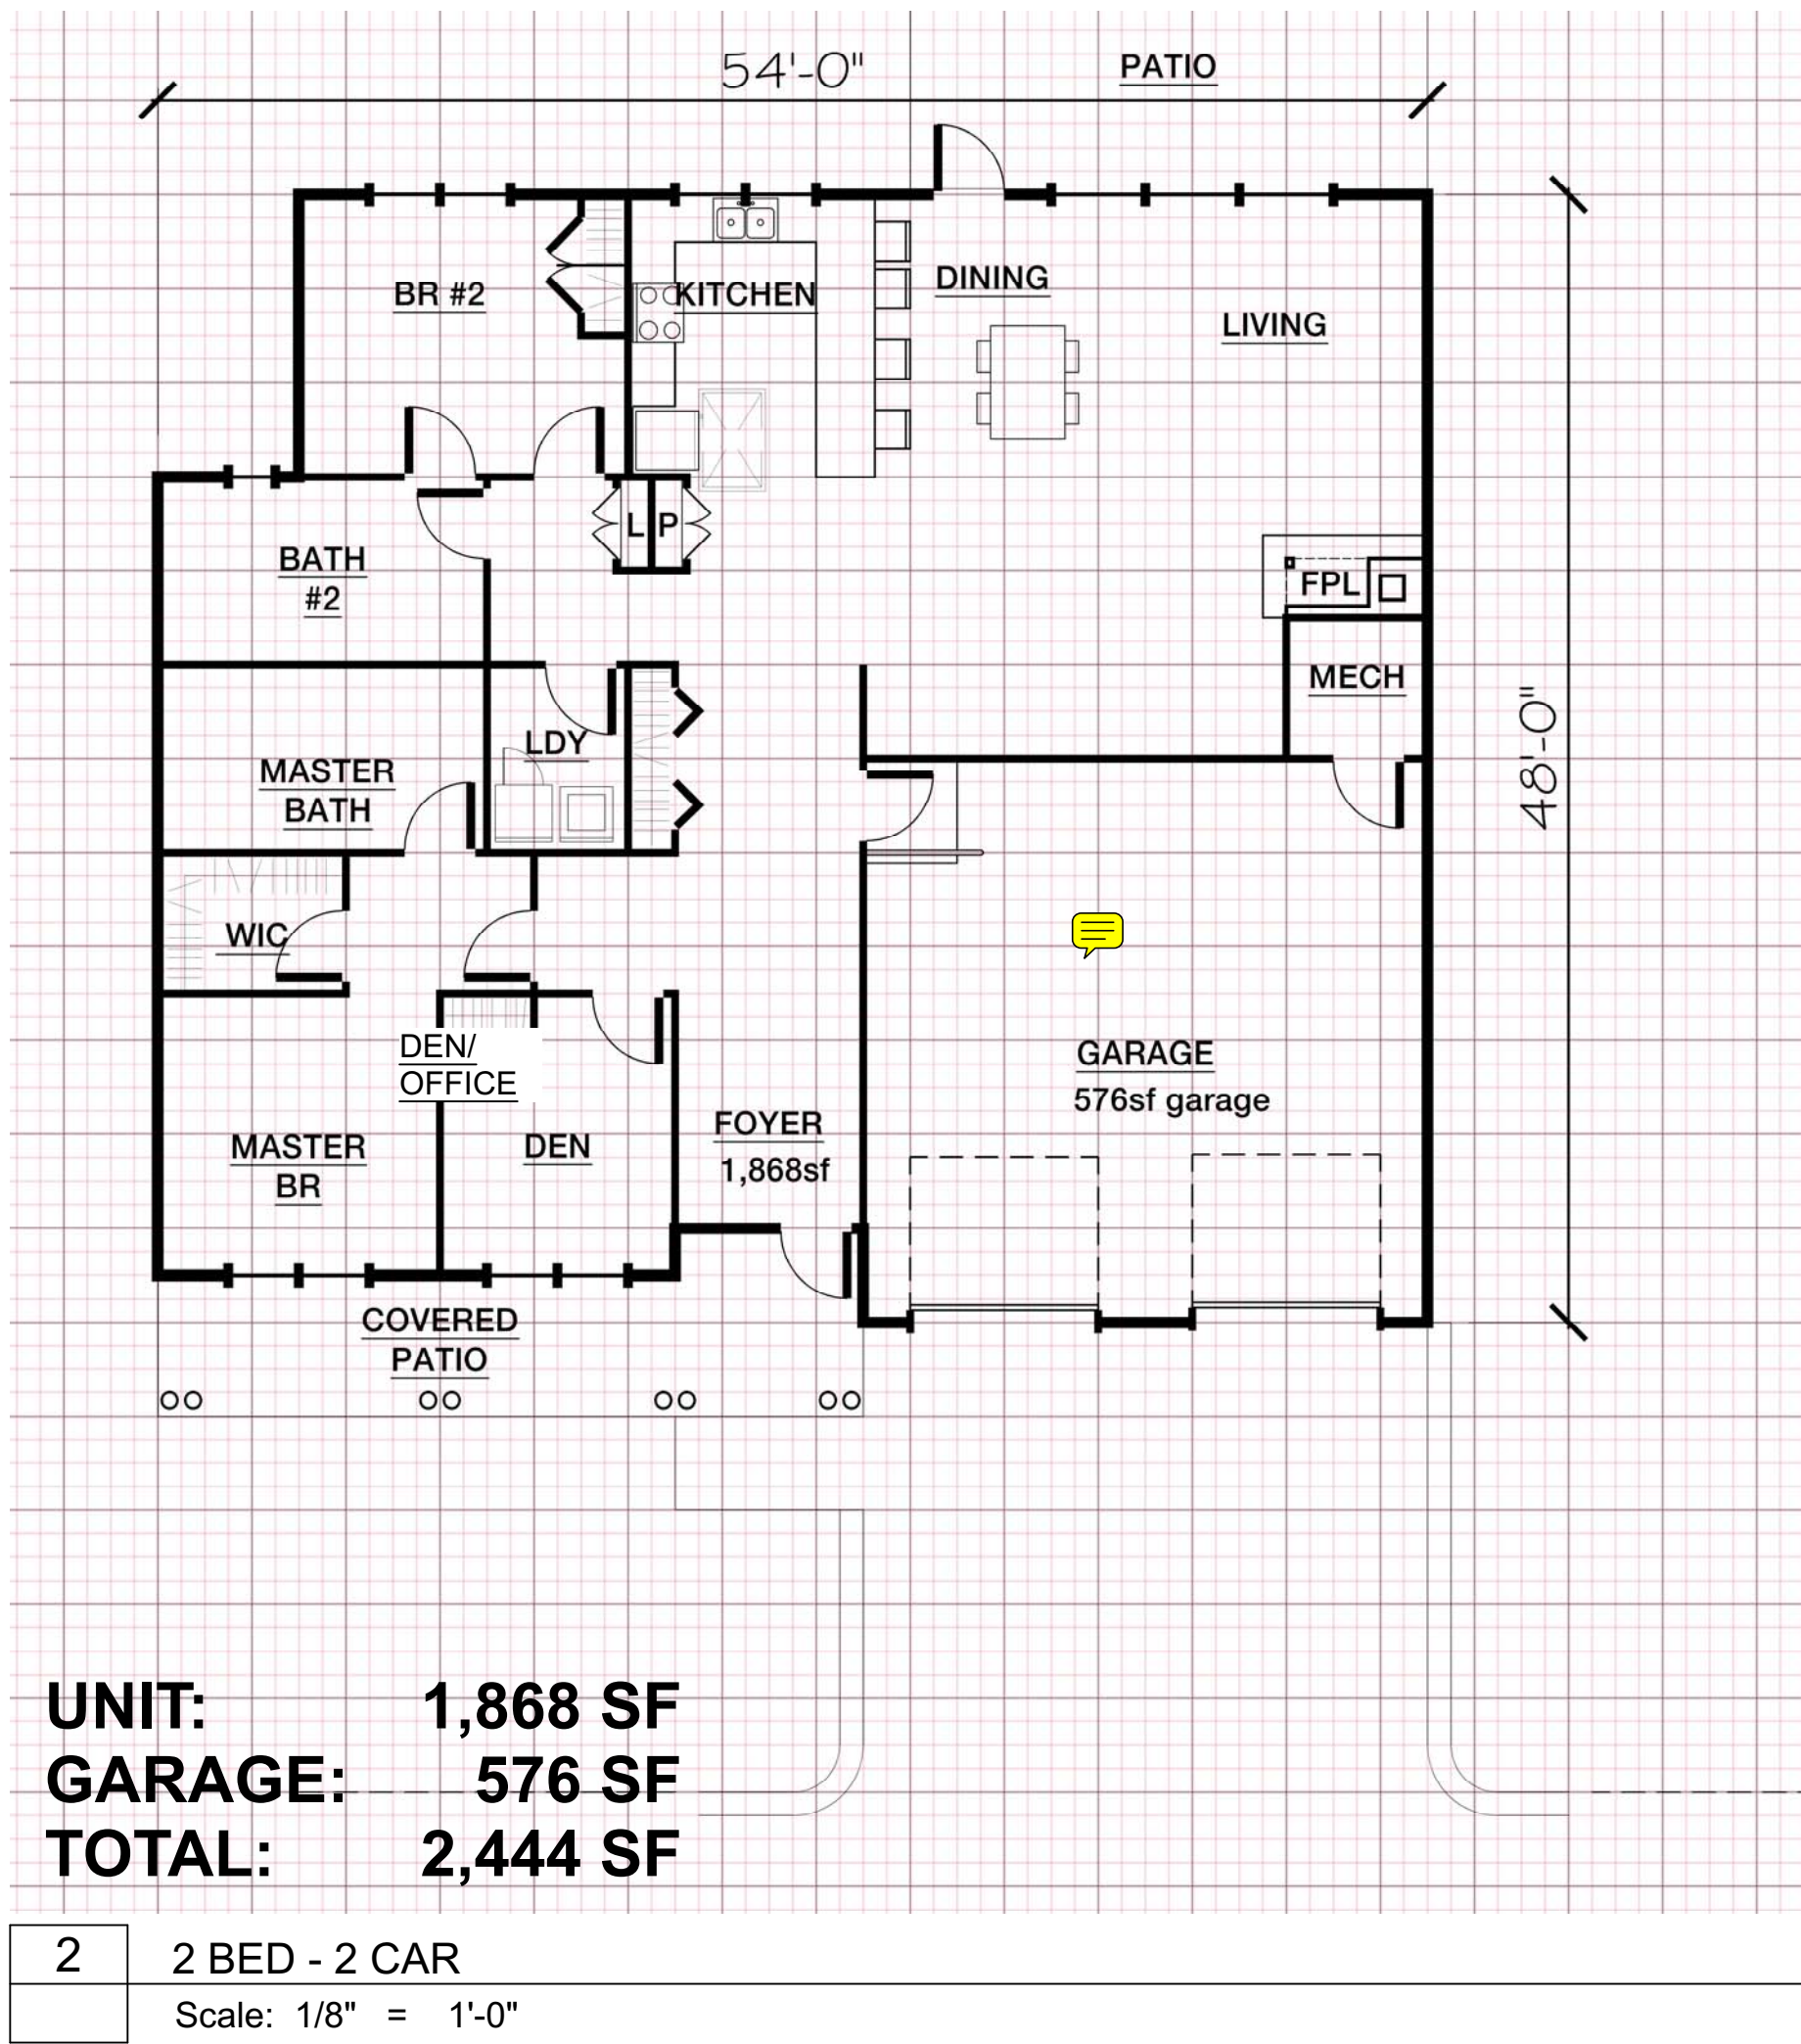 54'-0"
PATIO
BR #2
KITCHEN
DINING
LIVING
L
P
BATH
#2
FPL
MECH
48'-0"
LDY
MASTER
BATH
WIC
DEN/
OFFICE
GARAGE
576sf garage
MASTER
BR
DEN
FOYER
1,868sf
COVERED
PATIO
UNIT: 1,868 SF
GARAGE: 576 SF
TOTAL: 2,444 SF
2
2 BED - 2 CAR
Scale: 1/8" = 1'-0"